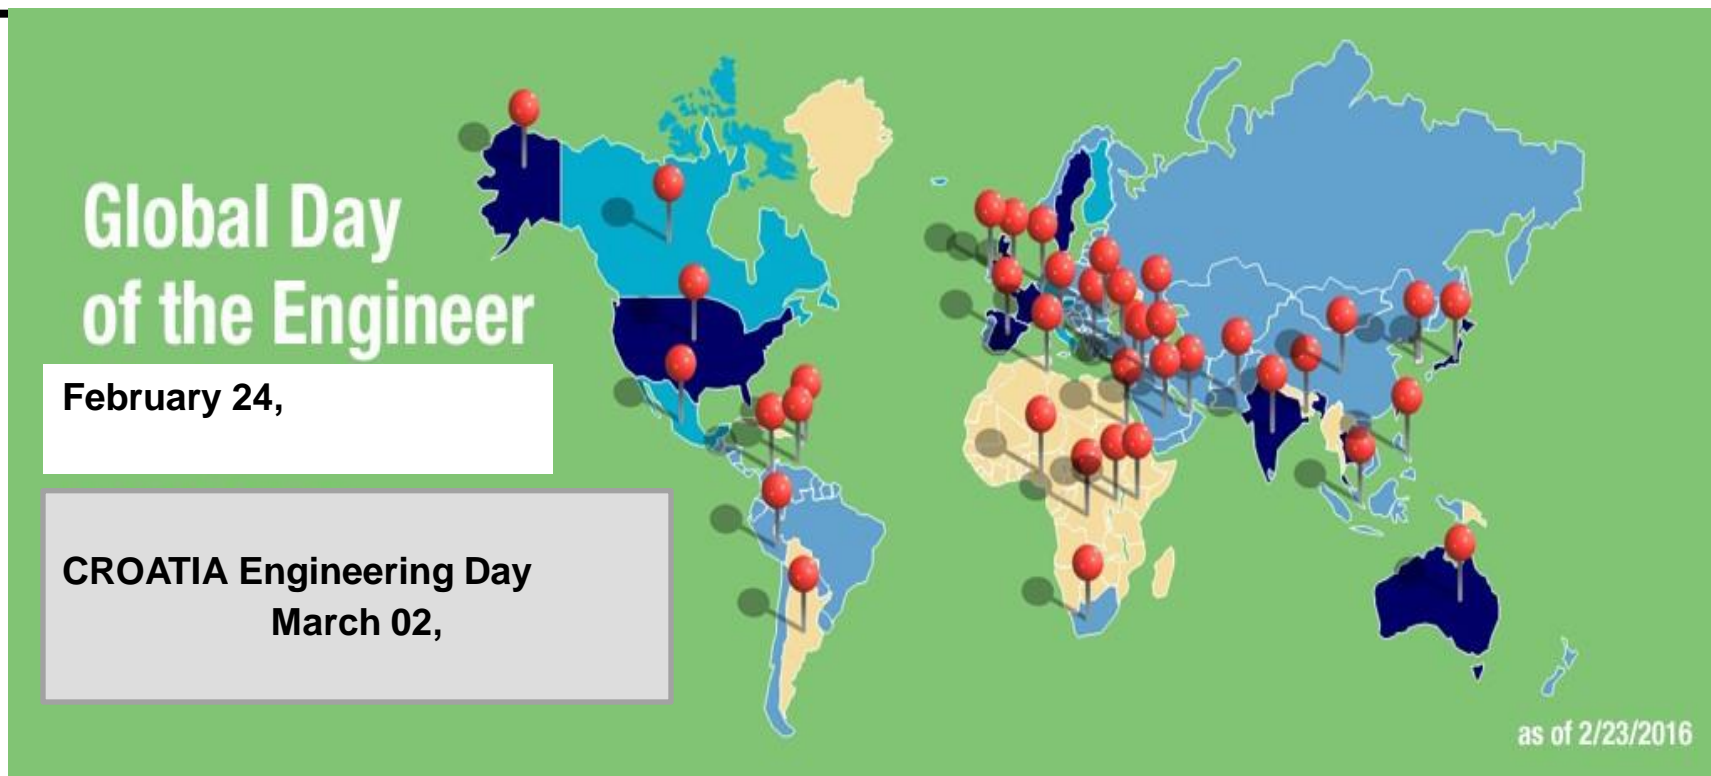 Global Day
of the Engineer
February 24,
CROATIA Engineering Day
March 02,
as of 2/23/2016